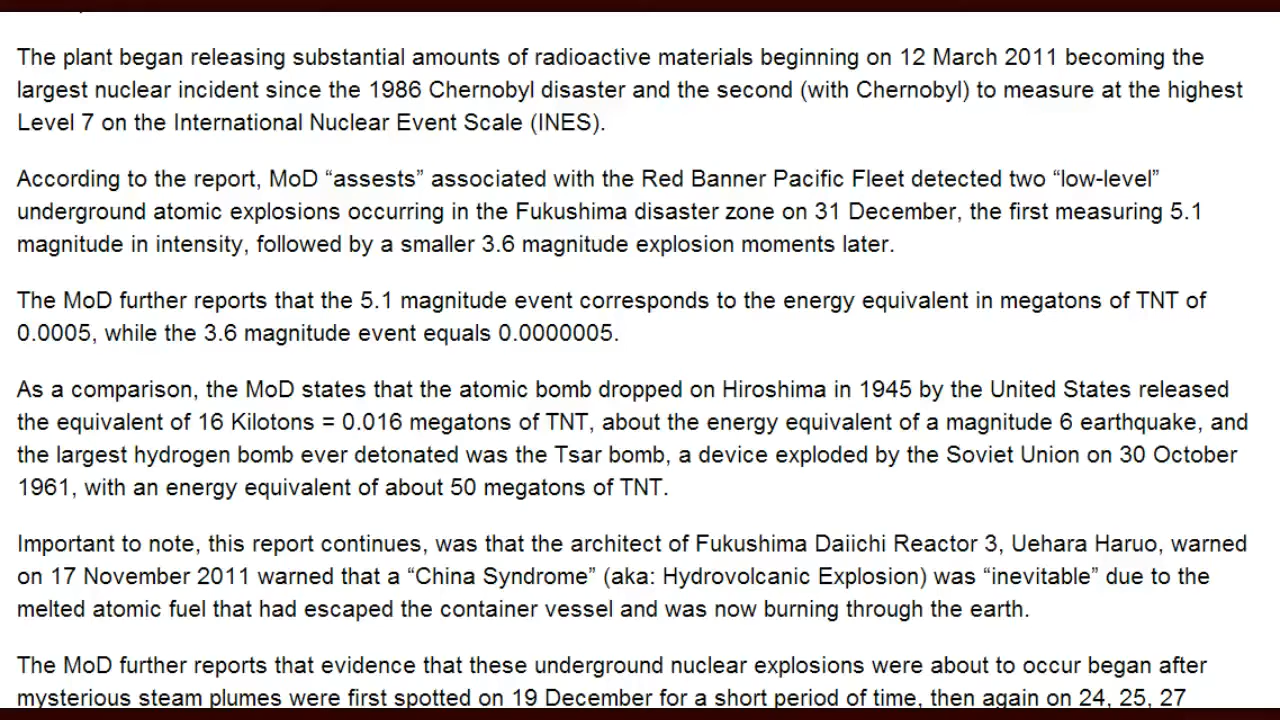 The plant began releasing substantial amounts of radioactive materials beginning on 12 March 2011 becoming the
largest nuclear incident since the 1986 Chernobyl disaster and the second (with Chernobyl) to measure at the highest
Level 7 on the International Nuclear Event Scale (INES).
According to the report, MoD “assests” associated with the Red Banner Pacific Fleet detected two “low-level”
underground atomic explosions occurring in the Fukushima disaster zone on 31 December, the first measuring 5.1
magnitude in intensity, followed by a smaller 3.6 magnitude explosion moments later.
The MoD further reports that the 5.1 magnitude event corresponds to the energy equivalent in megatons of TNT of
0.0005, while the 3.6 magnitude event equals 0.0000005.
As a comparison, the MoD states that the atomic bomb dropped on Hiroshima in 1945 by the United States released
the equivalent of 16 Kilotons = 0.016 megatons of TNT, about the energy equivalent of a magnitude 6 earthquake, and
the largest hydrogen bomb ever detonated was the Tsar bomb, a device exploded by the Soviet Union on 30 October
1961, with an energy equivalent of about 50 megatons of TNT.
Important to note, this report continues, was that the architect of Fukushima Daiichi Reactor 3, Uehara Haruo, warned
on 17 November 2011 warned that a “China Syndrome” (aka: Hydrovolcanic Explosion) was “inevitable” due to the
melted atomic fuel that had escaped the container vessel and was now burning through the earth.
The MoD further reports that evidence that these underground nuclear explosions were about to occur began after
mysterious steam plumes were first spotted on 19 December for a short period of time, then again on 24, 25, 27